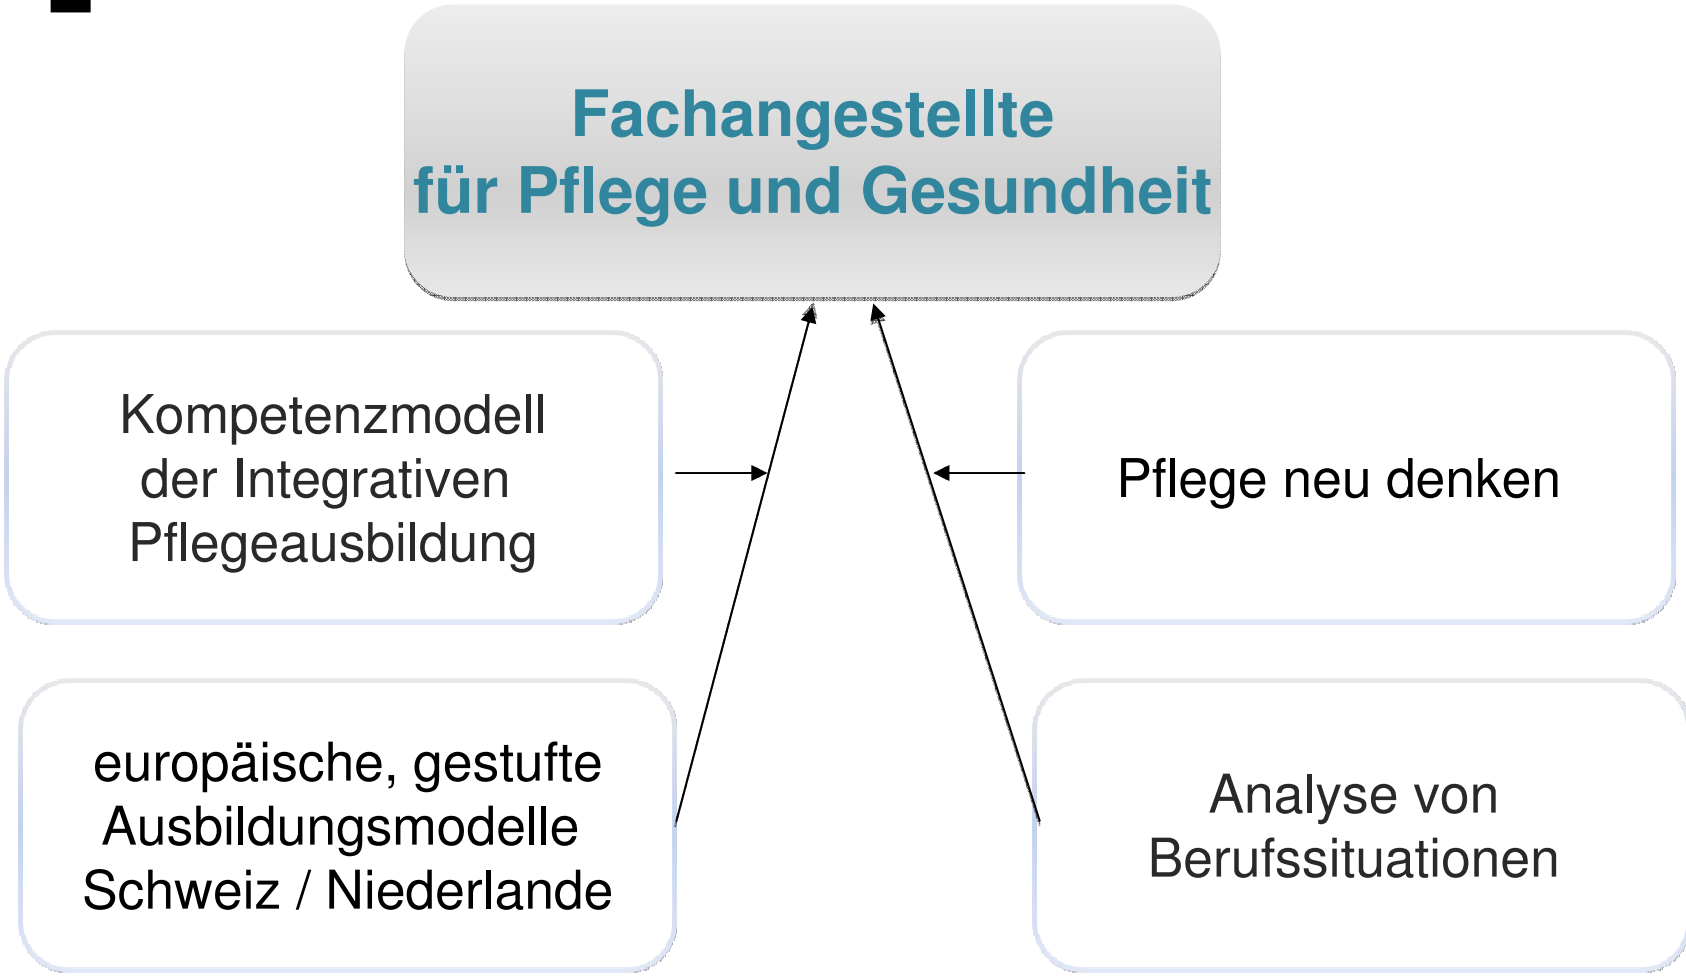 Fachangestellte
für Pflege und Gesundheit
Kompetenzmodell
der Integrativen
Pflegeausbildung
Pflege neu denken
europäische, gestufte
Ausbildungsmodelle
Schweiz / Niederlande
Analyse von
Berufssituationen